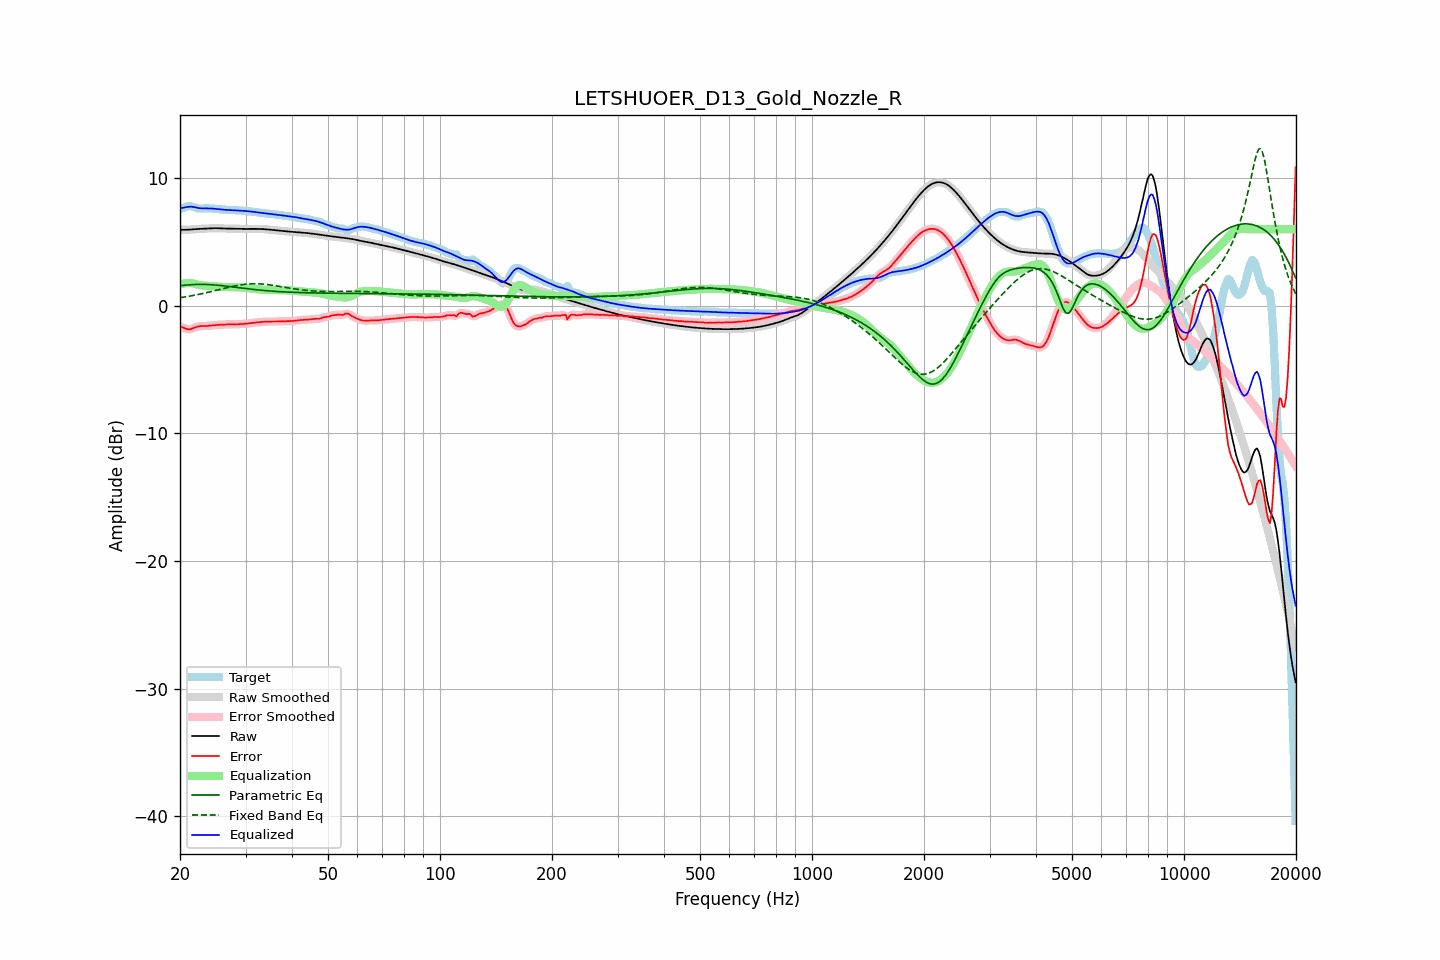 LETSHUOER_D13_Gold_Nozzle_R
Amplitude (dBr)
10
0
−10
−20
−30
−40
Target
Raw Smoothed
Error Smoothed
Raw
Error
Equalization
Parametric Eq
Fixed Band Eq
Equalized
20 50 100 200 500 1000 2000 5000 10000 20000
Frequency (Hz)